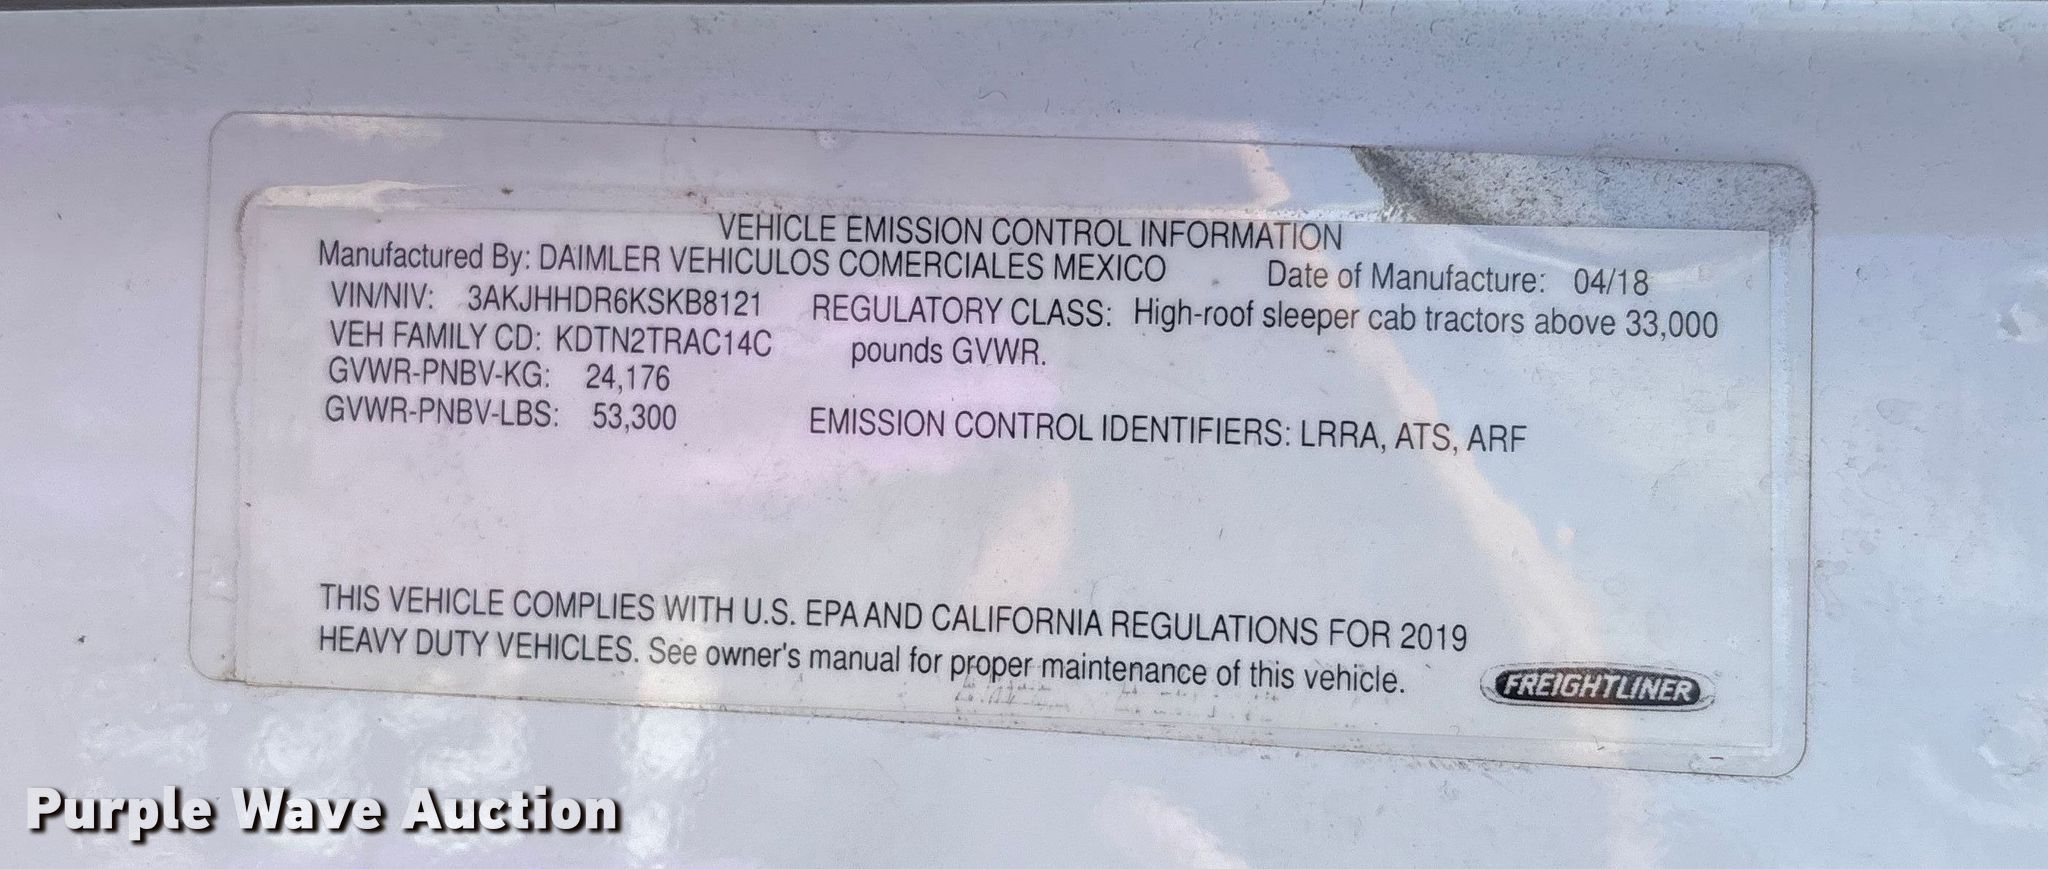 VEHICLE EMISSION CONTROL INFORMATION
Manufactured By: DAIMLER VEHICULOS COMERCIALES MEXICO Date of Manufacture: 04/18
VIN/NIV: 3AKJHHDR6KSKB8121 REGULATORY CLASS: High-roof sleeper cab tractors above 33,000
VEH FAMILY CD: KDTN2TRAC14C pounds GVWR.
GVWR-PNBV-KG: 24,176
GVWR-PNBV-LBS: 53,300 EMISSION CONTROL IDENTIFIERS: LRRA, ATS, ARF
THIS VEHICLE COMPLIES WITH U.S. EPA AND CALIFORNIA REGULATIONS FOR 2019
HEAVY DUTY VEHICLES. See owner's manual for proper maintenance of this vehicle.
FREIGHTLINER
Purple Wave Auction